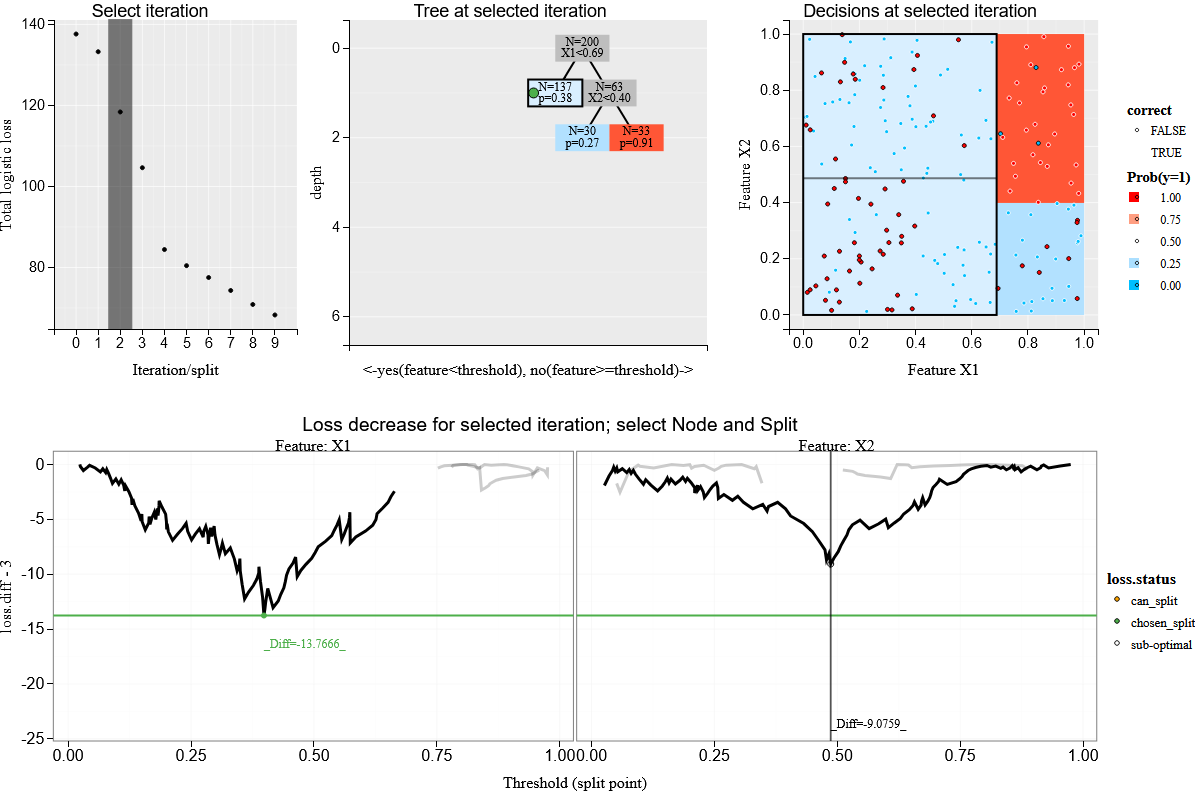 Select iteration
Tree at selected iteration
Decisions at selected iteration
140
120
100
80
Total logistic loss
0 1 2 3 4 5 6 7 8 9
Iteration/split
0
2
4
6
depth
N=200
X1<0.69
N=137
p=0.38
N=63
X2<0.40
N=30
p=0.27
N=33
p=0.91
<-yes(feature<threshold), no(feature>=threshold)->
1.0
0.8
0.6
0.4
0.2
0.0
Feature X2
0.0 0.2 0.4 0.6 0.8 1.0
Feature X1
correct
FALSE
TRUE
Prob(y=1)
1.00
0.75
0.50
0.25
0.00
Loss decrease for selected iteration; select Node and Split
Feature: X1
Feature: X2
0
-5
-10
-15
-20
-25
loss.diff - 3
_Diff=-13.7666_
_Diff=-9.0759_
0.00 0.25 0.50 0.75 1.00
0.00 0.25 0.50 0.75 1.00
Threshold (split point)
loss.status
can_split
chosen_split
sub-optimal